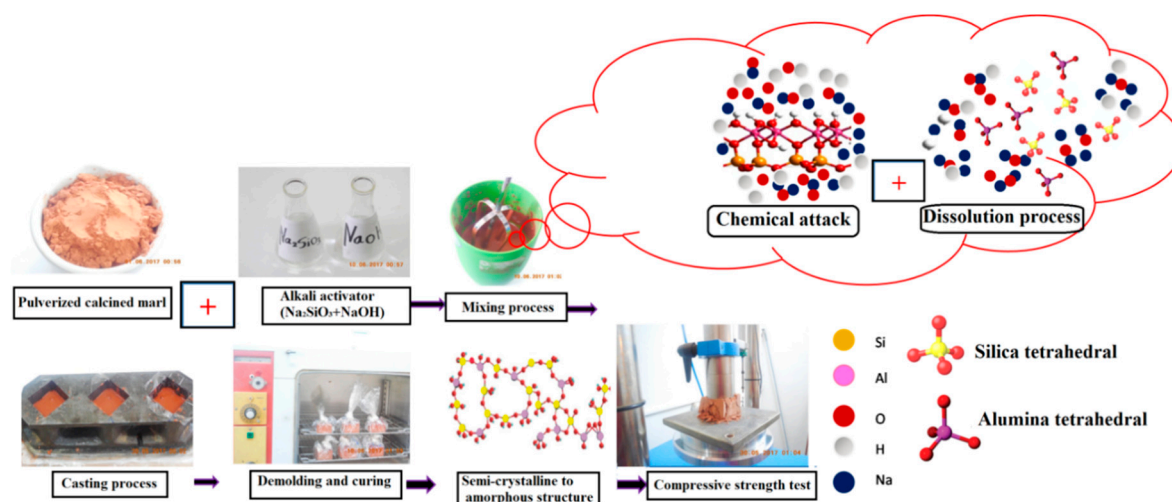 Chemical attack
+
Dissolution process
Na₂SiO₃
NaOH
Pulverized calcined marl
+
Alkali activator
(Na₂SiO₃+NaOH)
Mixing process
Si
Al
O
H
Na
Silica tetrahedral
Alumina tetrahedral
Casting process
Demolding and curing
Semi-crystalline to
amorphous structure
Compressive strength test